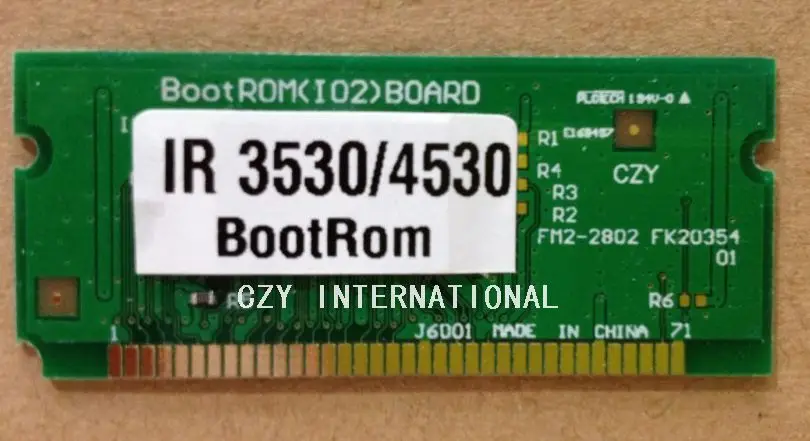 BootROM(IO2)BOARD
IR 3530/4530
BootRom
R1
R4
R3
R2
CZY
FM2-2802 FK20354
01
CZY INTERNATIONAL
R6
1
J6D01 MADE IN CHINA 71